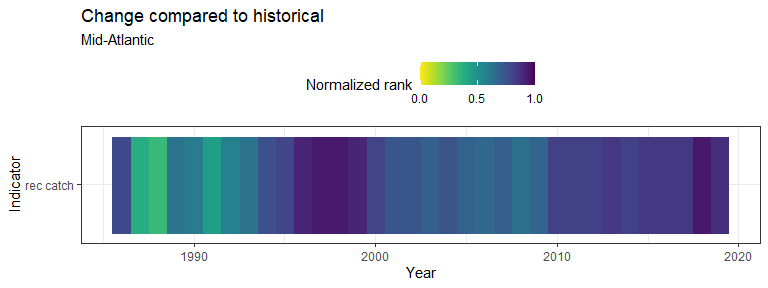 Change compared to historical
Mid-Atlantic
Normalized rank
0.0 0.5 1.0
Indicator
rec catch
1990 2000 2010 2020
Year